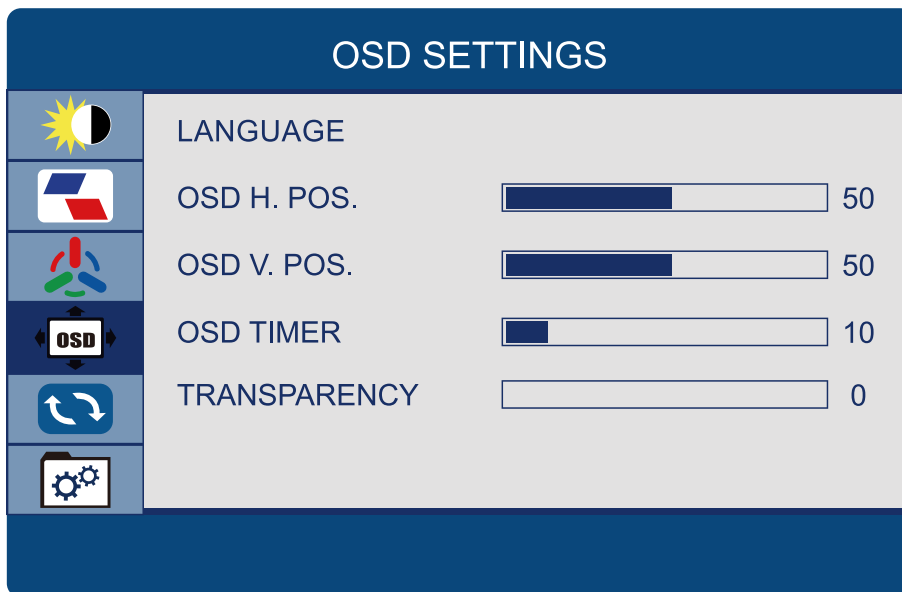 OSD SETTINGS
LANGUAGE
OSD H. POS. 50
OSD V. POS. 50
OSD
OSD TIMER 10
TRANSPARENCY 0